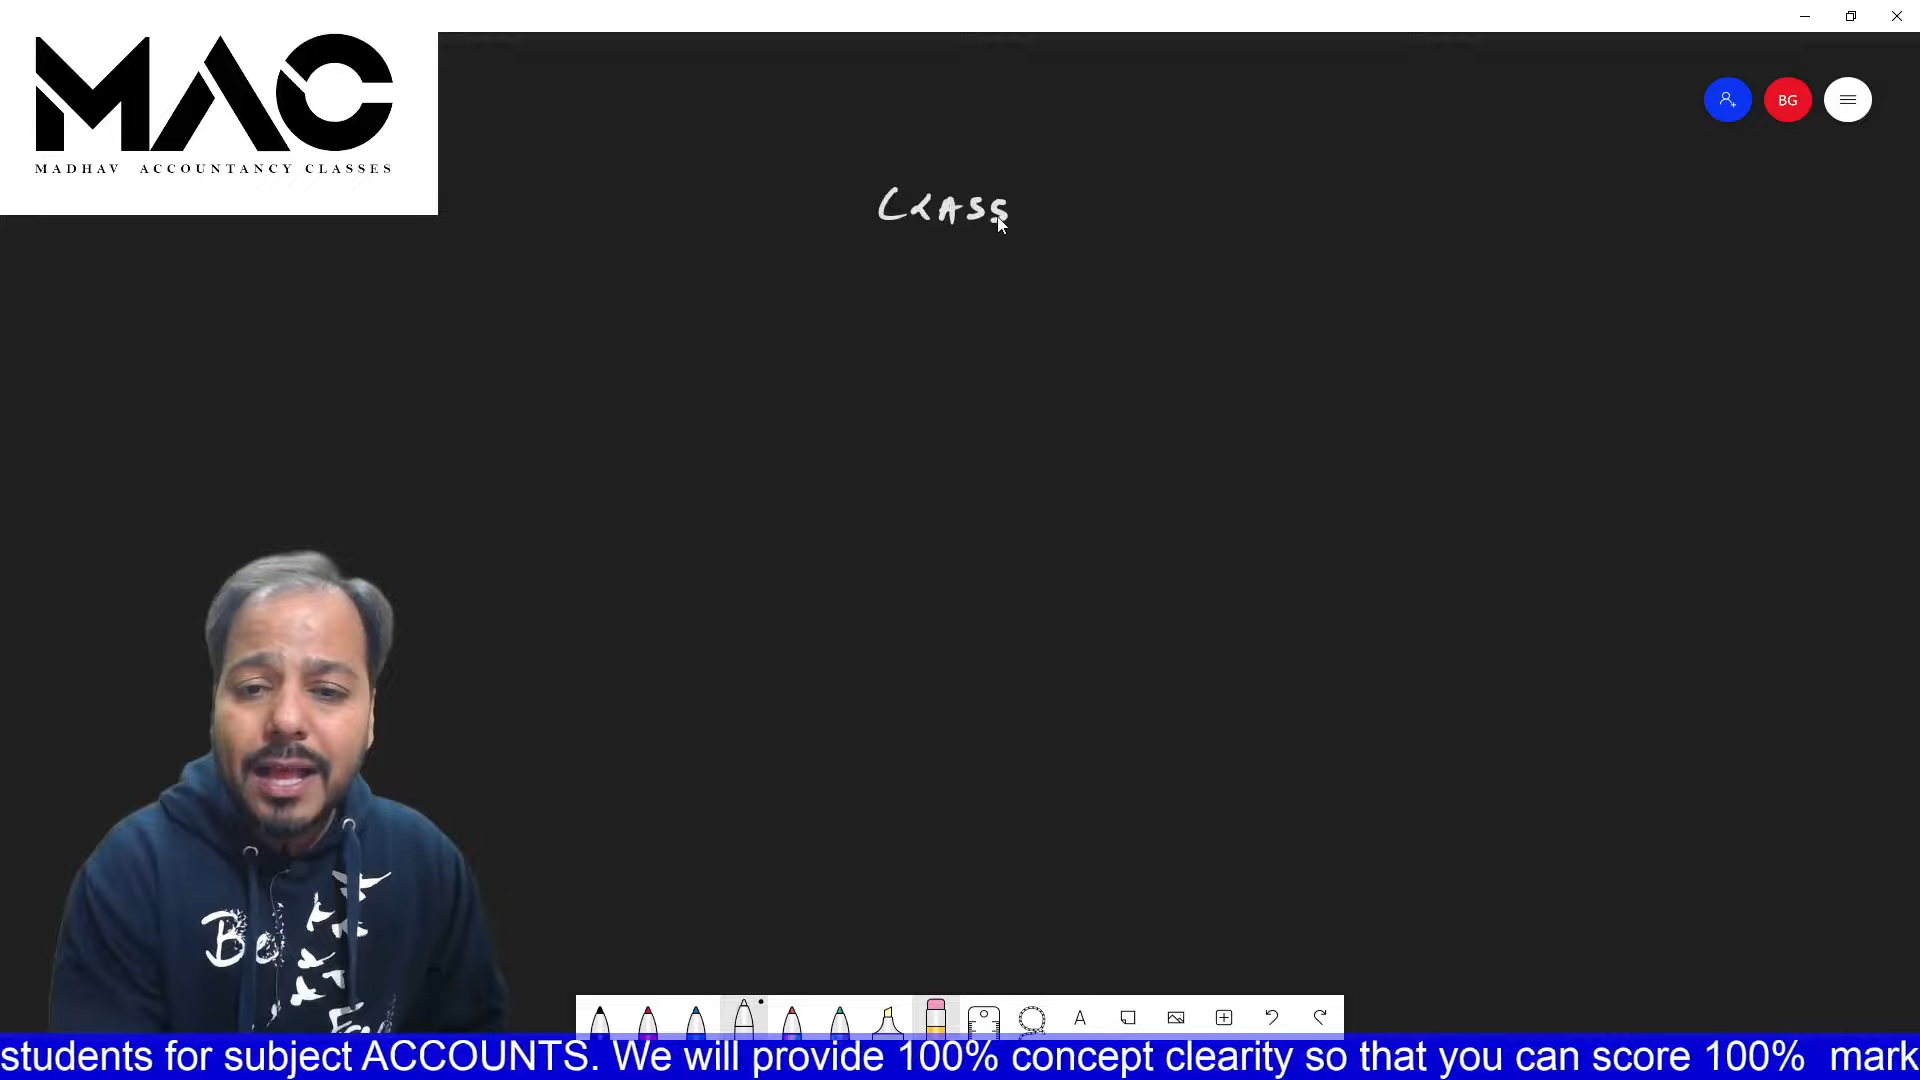 MAC
MADHAV ACCOUNTANCY CLASSES
BG
CLASS
Be
A
students for subject ACCOUNTS. We will provide 100% concept clearity so that you can score 100% mark